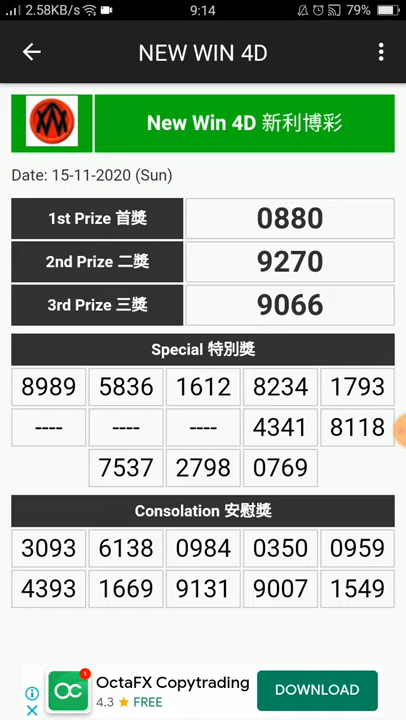 2.58KB/s 9:14 79%
NEW WIN 4D
New Win 4D 新利博彩
Date: 15-11-2020 (Sun)
1st Prize 首獎 0880
2nd Prize 二獎 9270
3rd Prize 三獎 9066
Special 特別獎
8989 5836 1612 8234 1793
---- ---- ---- 4341 8118
7537 2798 0769
Consolation 安慰獎
3093 6138 0984 0350 0959
4393 1669 9131 9007 1549
OctaFX Copytrading
4.3 ★ FREE
DOWNLOAD
1